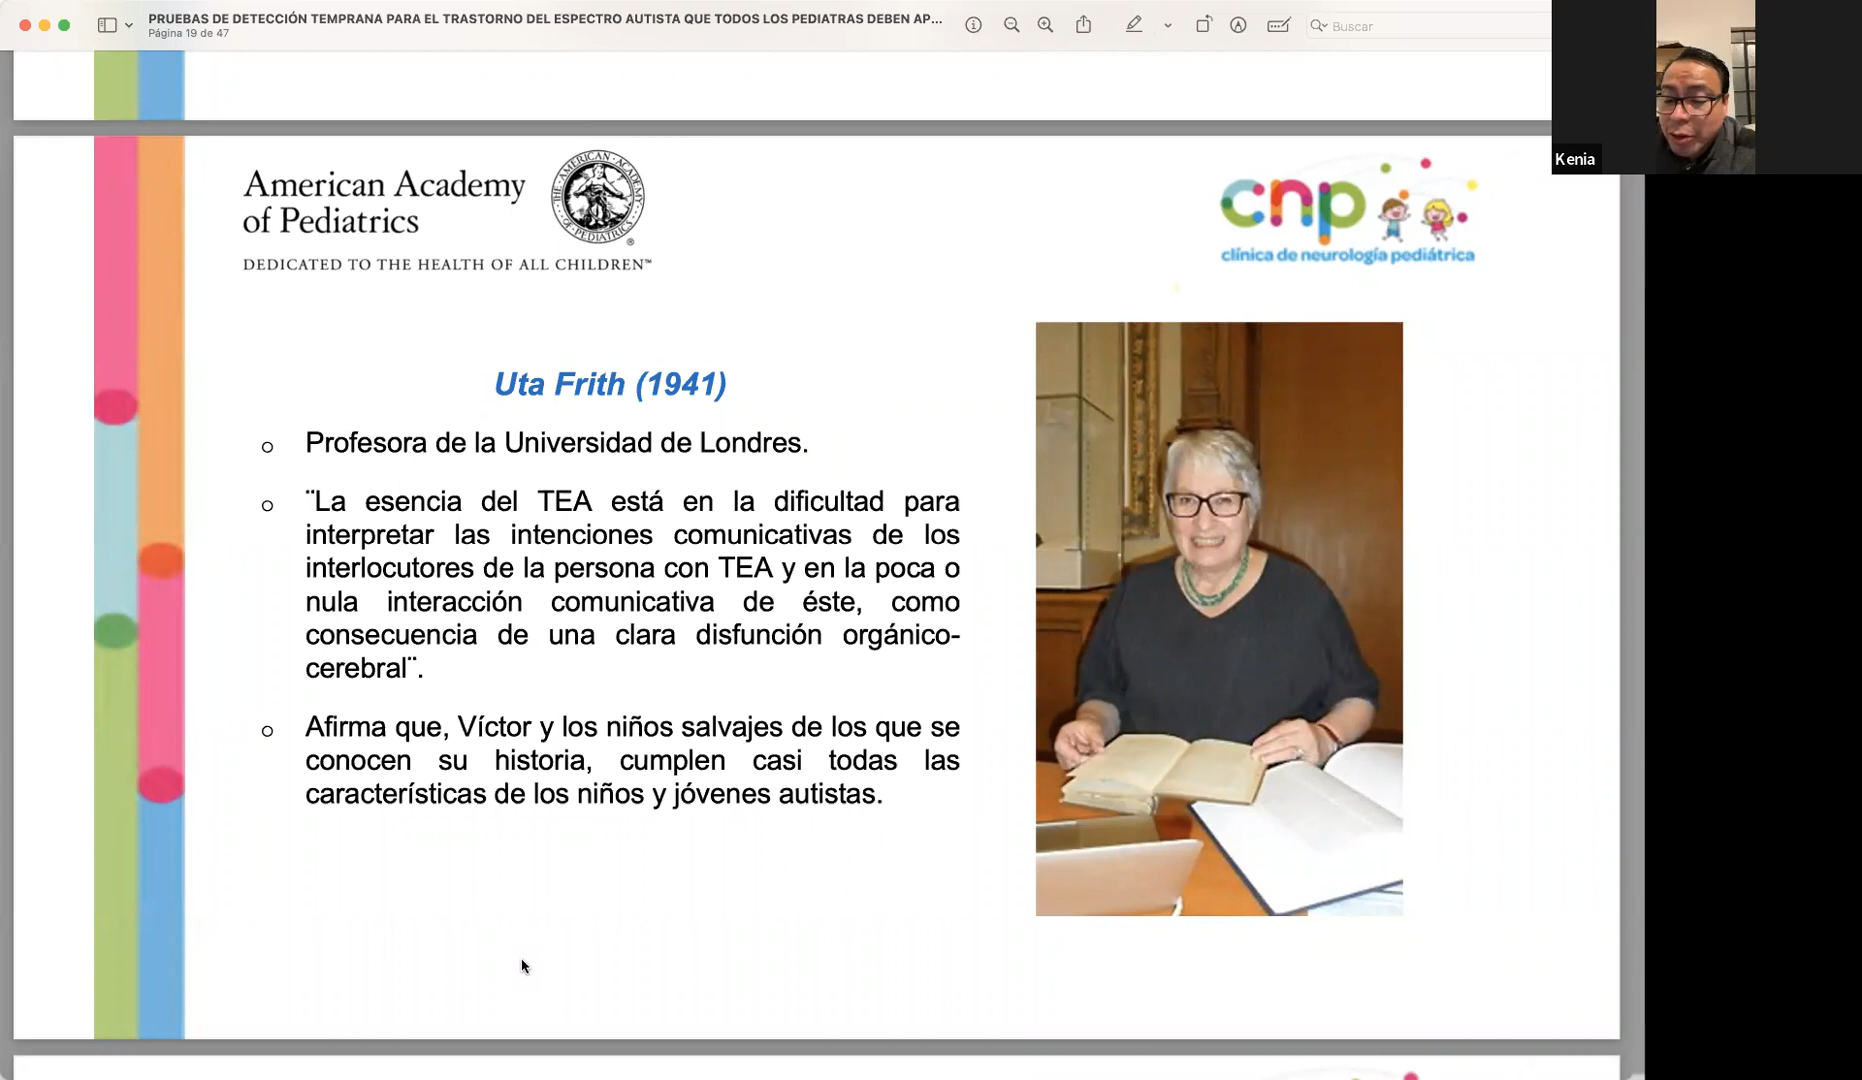 PRUEBAS DE DETECCIÓN TEMPRANA PARA EL TRASTORNO DEL ESPECTRO AUTISTA QUE TODOS LOS PEDIATRAS DEBEN AP...
Página 19 de 47
Buscar
Kenia
American Academy
of Pediatrics
THE AMERICAN ACADEMY OF PEDIATRICS
DEDICATED TO THE HEALTH OF ALL CHILDREN™
cnp
clínica de neurología pediátrica
Uta Frith (1941)
Profesora de la Universidad de Londres.
¨La esencia del TEA está en la dificultad para
interpretar las intenciones comunicativas de los
interlocutores de la persona con TEA y en la poca o
nula interacción comunicativa de éste, como
consecuencia de una clara disfunción orgánico-
cerebral¨.
Afirma que, Víctor y los niños salvajes de los que se
conocen su historia, cumplen casi todas las
características de los niños y jóvenes autistas.